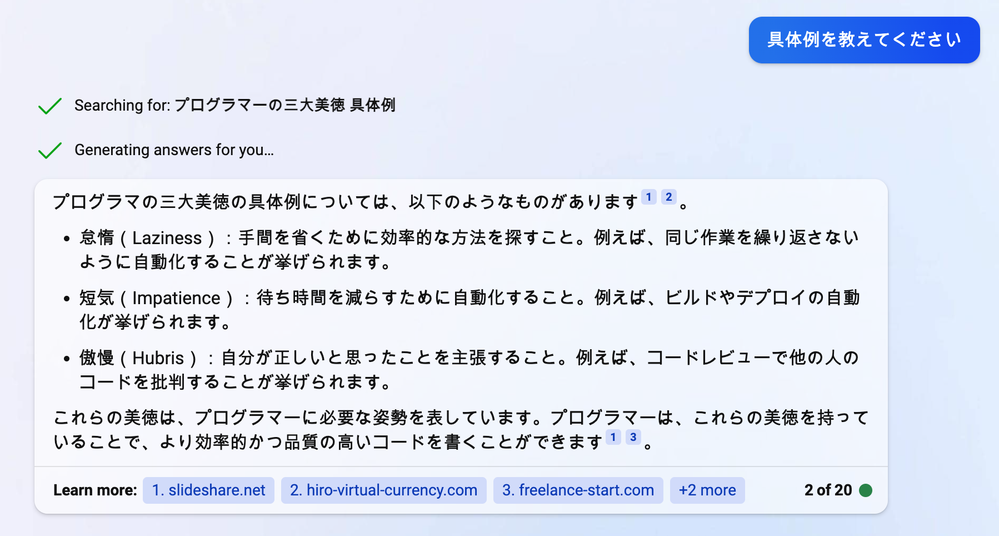 具体例を教えてください
Searching for: プログラマーの三大美徳 具体例
Generating answers for you…
プログラマの三大美徳の具体例については、以下のようなものがあります 1 2 。
• 怠惰（Laziness）：手間を省くために効率的な方法を探すこと。例えば、同じ作業を繰り返さない
ように自動化することが挙げられます。
• 短気（Impatience）：待ち時間を減らすために自動化すること。例えば、ビルドやデプロイの自動
化が挙げられます。
• 傲慢（Hubris）：自分が正しいと思ったことを主張すること。例えば、コードレビューで他の人の
コードを批判することが挙げられます。
これらの美徳は、プログラマーに必要な姿勢を表しています。プログラマーは、これらの美徳を持って
いることで、より効率的かつ品質の高いコードを書くことができます 1 3 。
Learn more: 1. slideshare.net 2. hiro-virtual-currency.com 3. freelance-start.com +2 more 2 of 20